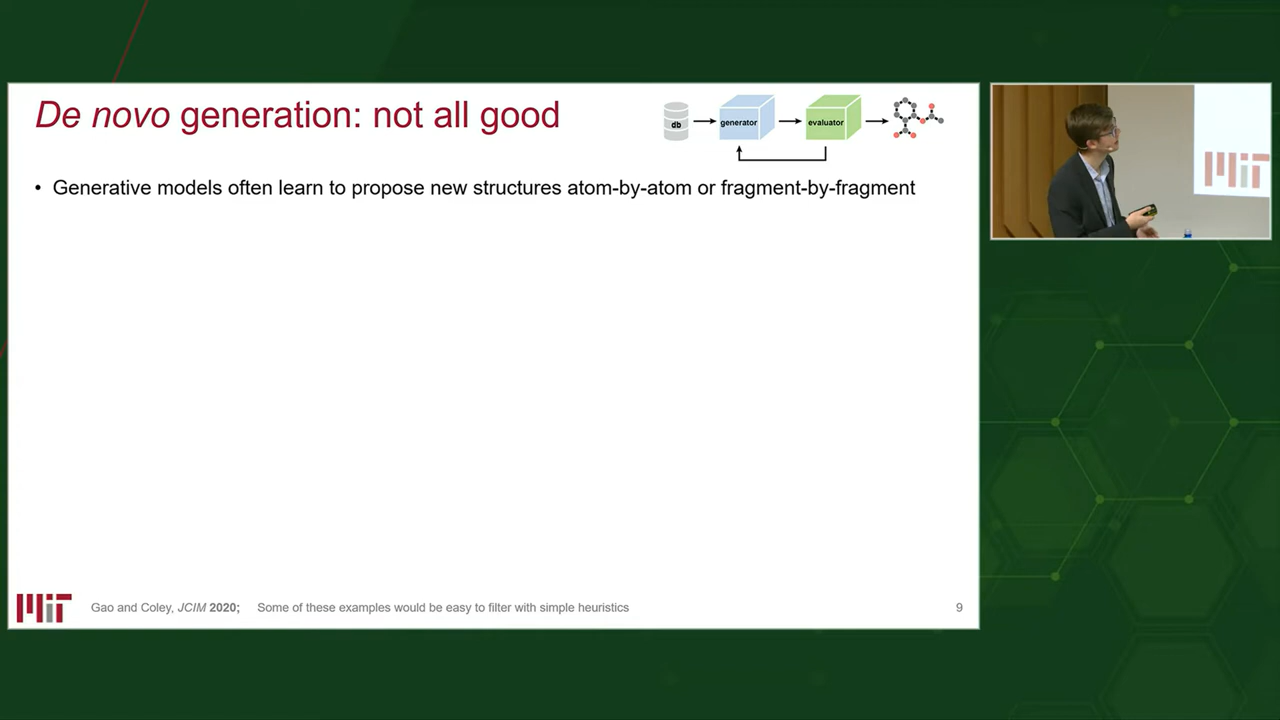 De novo generation: not all good
db
generator
evaluator
• Generative models often learn to propose new structures atom-by-atom or fragment-by-fragment
MIT
Gao and Coley, JCIM 2020; Some of these examples would be easy to filter with simple heuristics
9
MIT